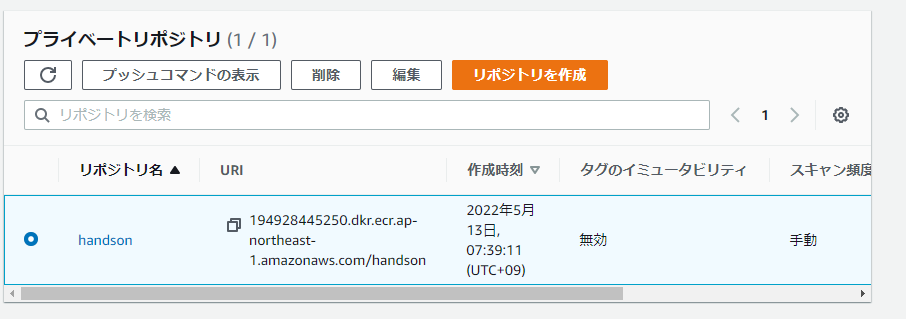 プライベートリポジトリ (1 / 1)
プッシュコマンドの表示 削除 編集 リポジトリを作成
リポジトリを検索 1
リポジトリ名 URI 作成時刻 タグのイミュータビリティ スキャン頻度
handson
194928445250.dkr.ecr.ap-
northeast-
1.amazonaws.com/handson
2022年5月
13日,
07:39:11
(UTC+09)
無効
手動